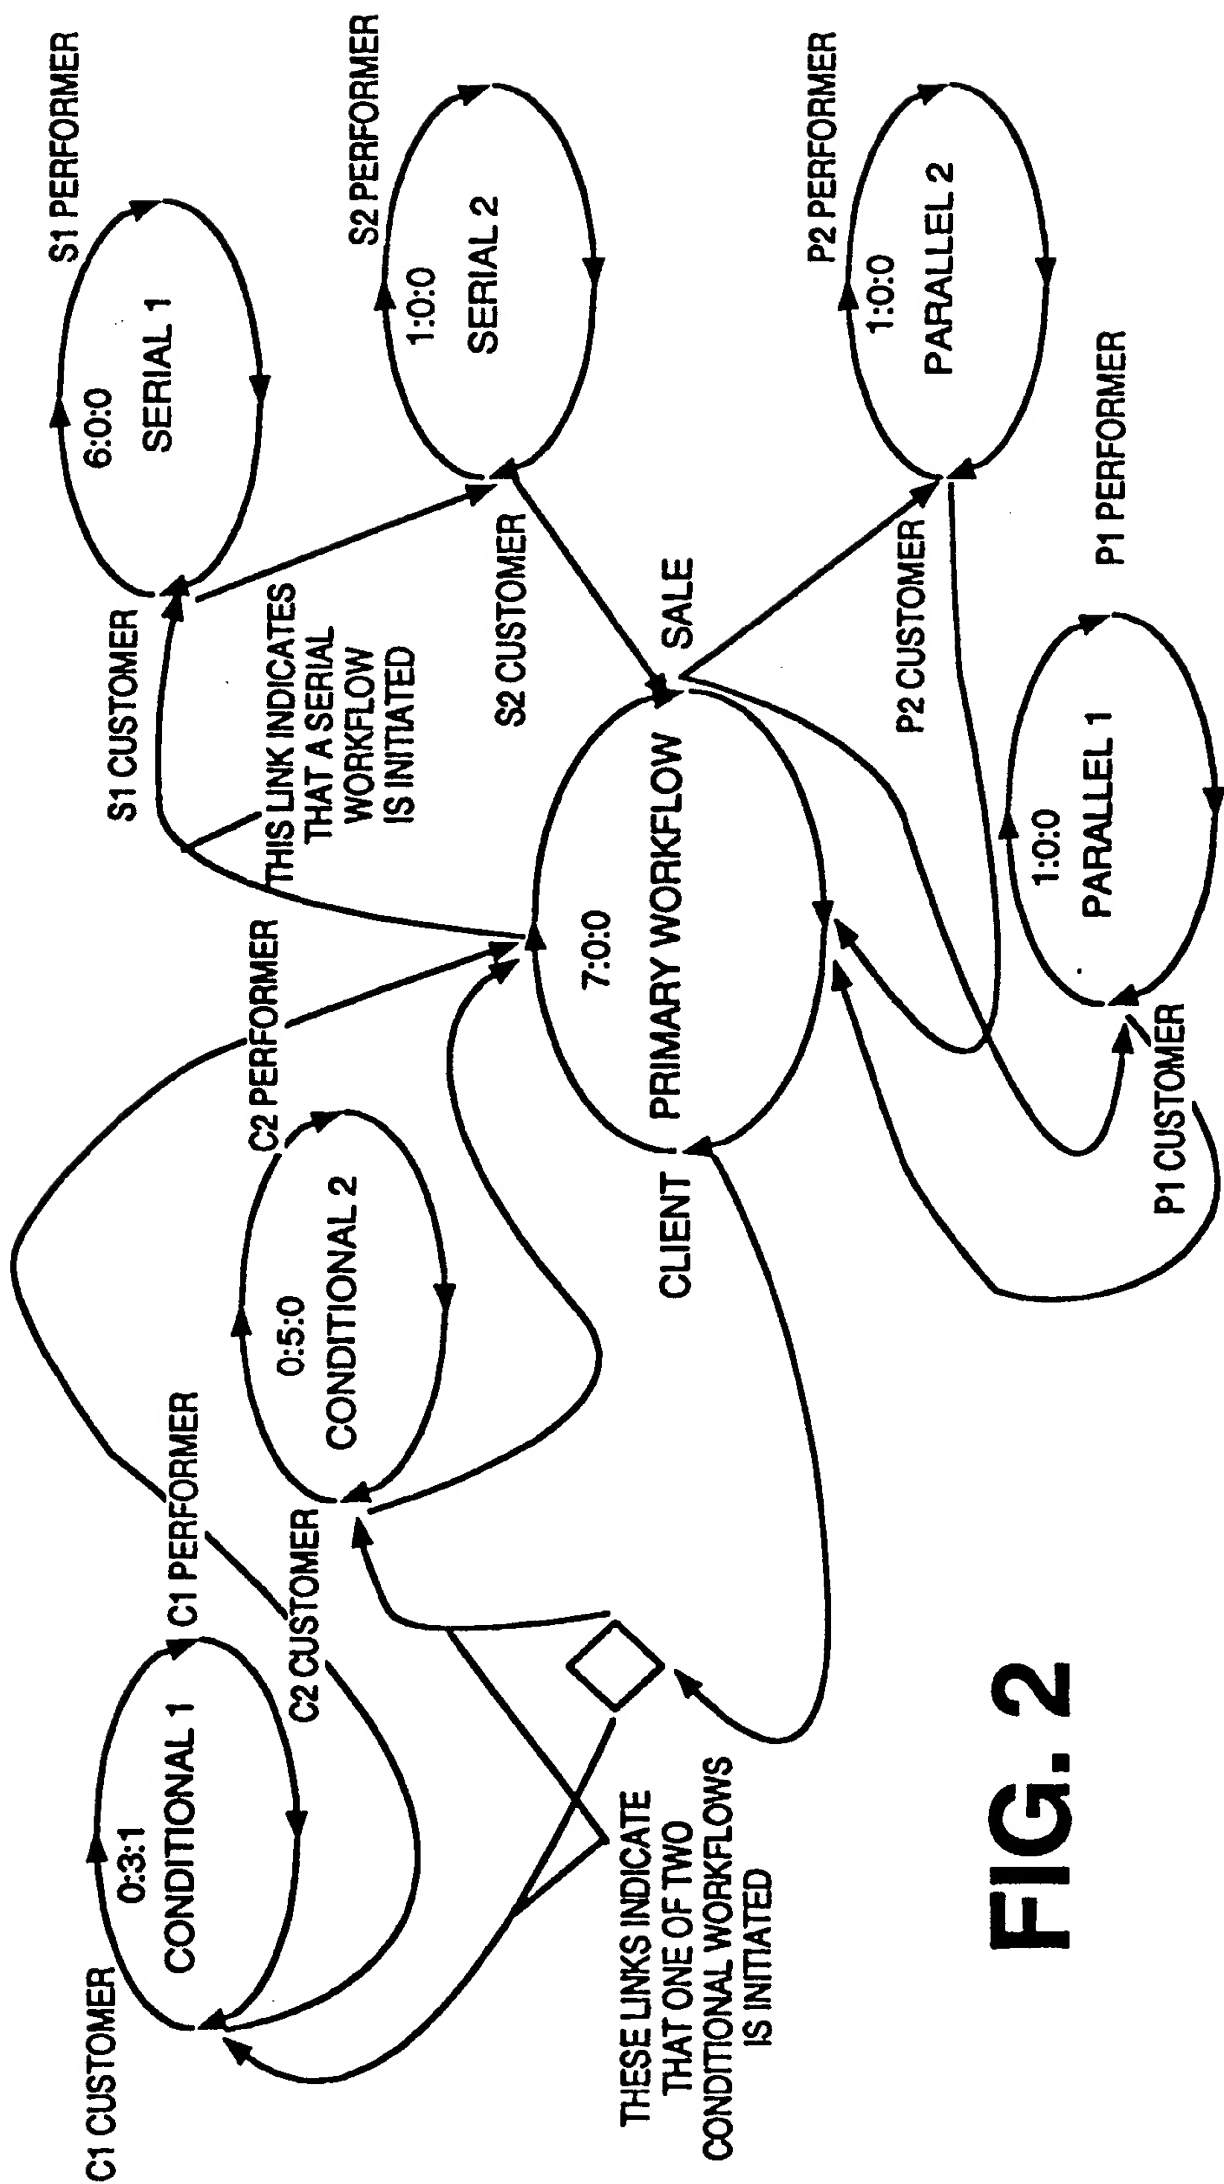 C1 CUSTOMER
0:3:1
CONDITIONAL 1
C1 PERFORMER
C2 CUSTOMER
0:5:0
CONDITIONAL 2
C2 PERFORMER
THESE LINKS INDICATE
THAT ONE OF TWO
CONDITIONAL WORKFLOWS
IS INITIATED
S1 CUSTOMER
6:0:0
SERIAL 1
S1 PERFORMER
THIS LINK INDICATES
THAT A SERIAL
WORKFLOW
IS INITIATED
S2 CUSTOMER
1:0:0
SERIAL 2
S2 PERFORMER
CLIENT
7:0:0
PRIMARY WORKFLOW
SALE
P2 CUSTOMER
1:0:0
PARALLEL 2
P2 PERFORMER
P1 CUSTOMER
1:0:0
PARALLEL 1
P1 PERFORMER
FIG. 2